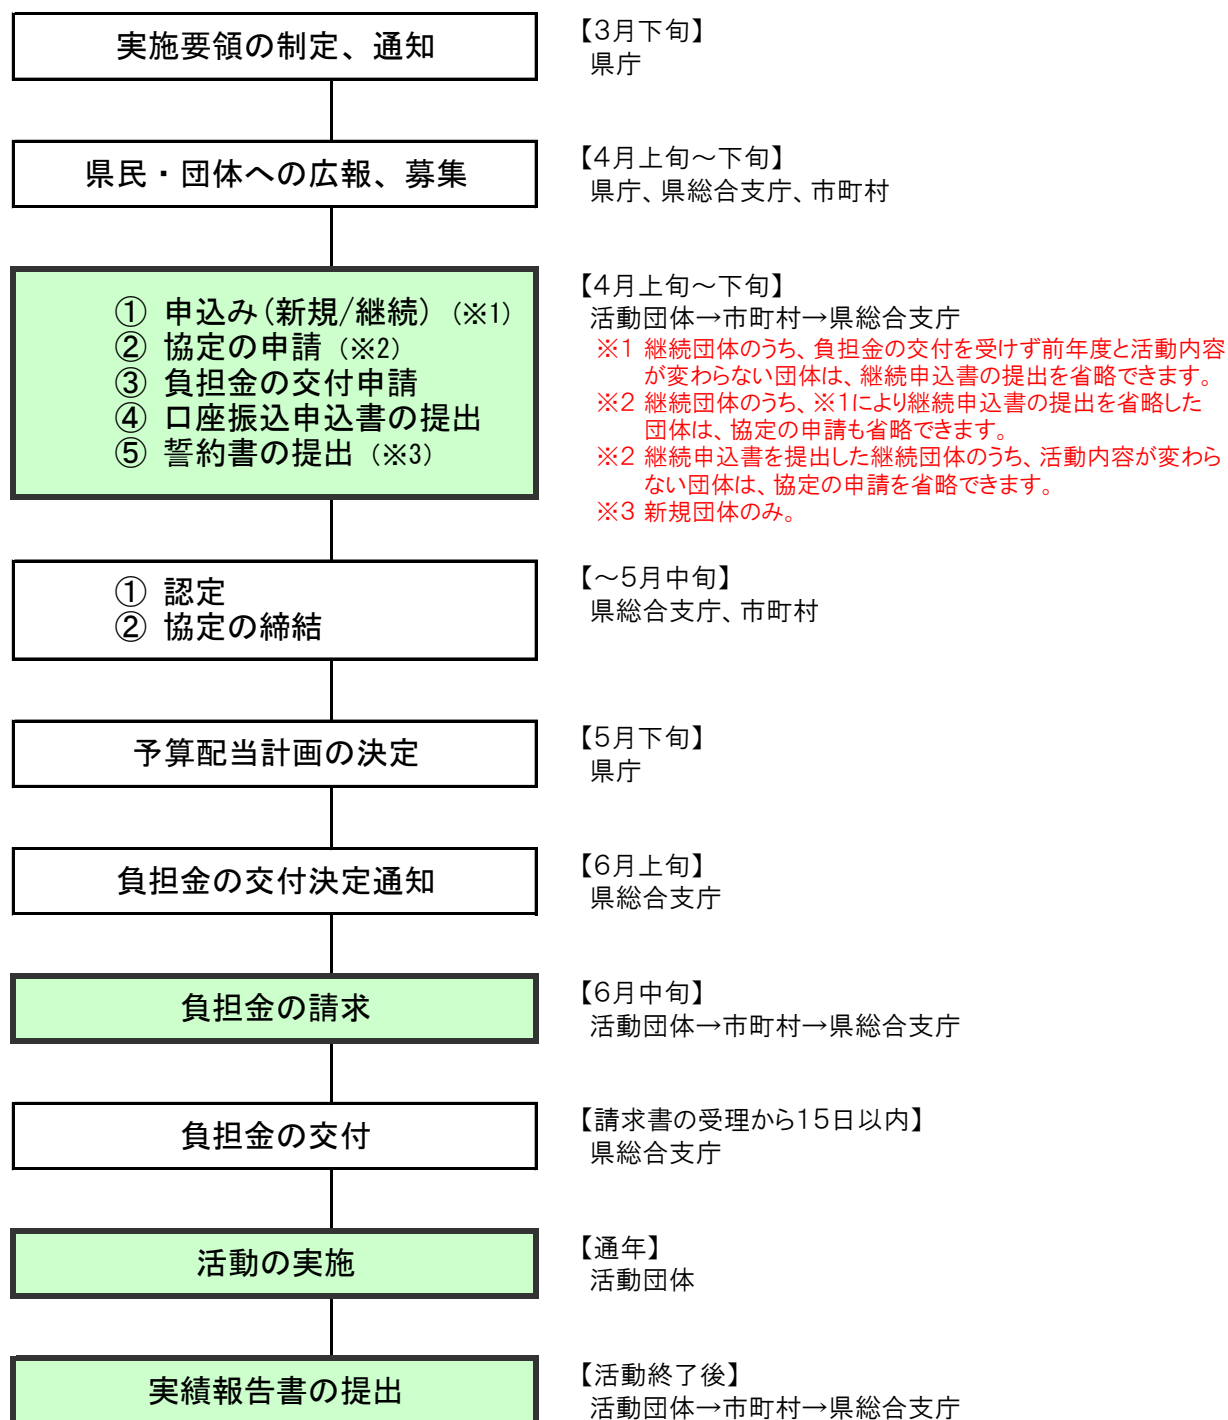 実施要領の制定、通知
【3月下旬】
県庁
県民・団体への広報、募集
【4月上旬～下旬】
県庁、県総合支庁、市町村
① 申込み(新規/継続) (※1)
② 協定の申請 (※2)
③ 負担金の交付申請
④ 口座振込申込書の提出
⑤ 誓約書の提出 (※3)
【4月上旬～下旬】
活動団体→市町村→県総合支庁
※1 継続団体のうち、負担金の交付を受けず前年度と活動内容
が変わらない団体は、継続申込書の提出を省略できます。
※2 継続団体のうち、※1により継続申込書の提出を省略した
団体は、協定の申請も省略できます。
※2 継続申込書を提出した継続団体のうち、活動内容が変わら
ない団体は、協定の申請を省略できます。
※3 新規団体のみ。
① 認定
② 協定の締結
【～5月中旬】
県総合支庁、市町村
予算配当計画の決定
【5月下旬】
県庁
負担金の交付決定通知
【6月上旬】
県総合支庁
負担金の請求
【6月中旬】
活動団体→市町村→県総合支庁
負担金の交付
【請求書の受理から15日以内】
県総合支庁
活動の実施
【通年】
活動団体
実績報告書の提出
【活動終了後】
活動団体→市町村→県総合支庁